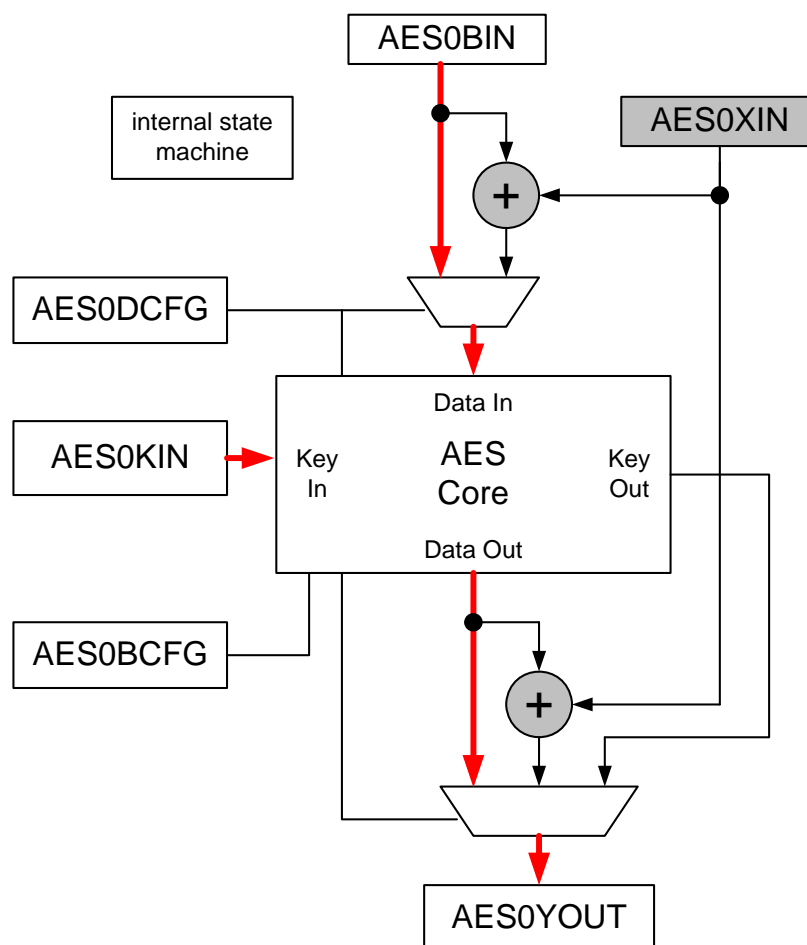 AES0BIN
internal state
machine
AES0XIN
+
AES0DCFG
Data In
AES0KIN
Key
In
AES
Core
Key
Out
Data Out
AES0BCFG
+
AES0YOUT